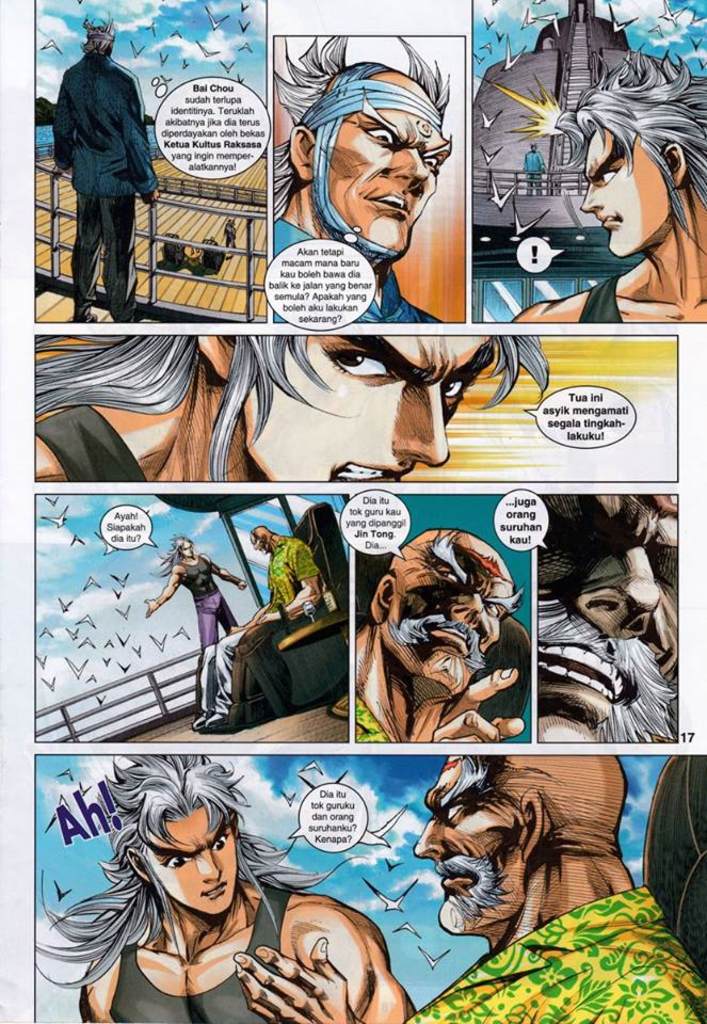 Bai Chou
sudah terlupa
identitinya. Teruklah
akibatnya jika dia terus
diperdayakan oleh bekas
Ketua Kultus Raksasa
yang ingin memper-
alatkannya!
Akan tetapi
macam mana baru
kau boleh bawa dia
balik ke jalan yang benar
semula? Apakah yang
boleh aku lakukan
sekarang?
!
Tua ini
asyik mengamati
segala tingkah-
lakuku!
Ayah!
Siapakah
dia itu?
Dia itu
tok guru kau
yang dipanggil
Jin Tong.
Dia...
...juga
orang
suruhan
kau!
17
Ah!
Dia itu
tok guruku
dan orang
suruhanku?
Kenapa?